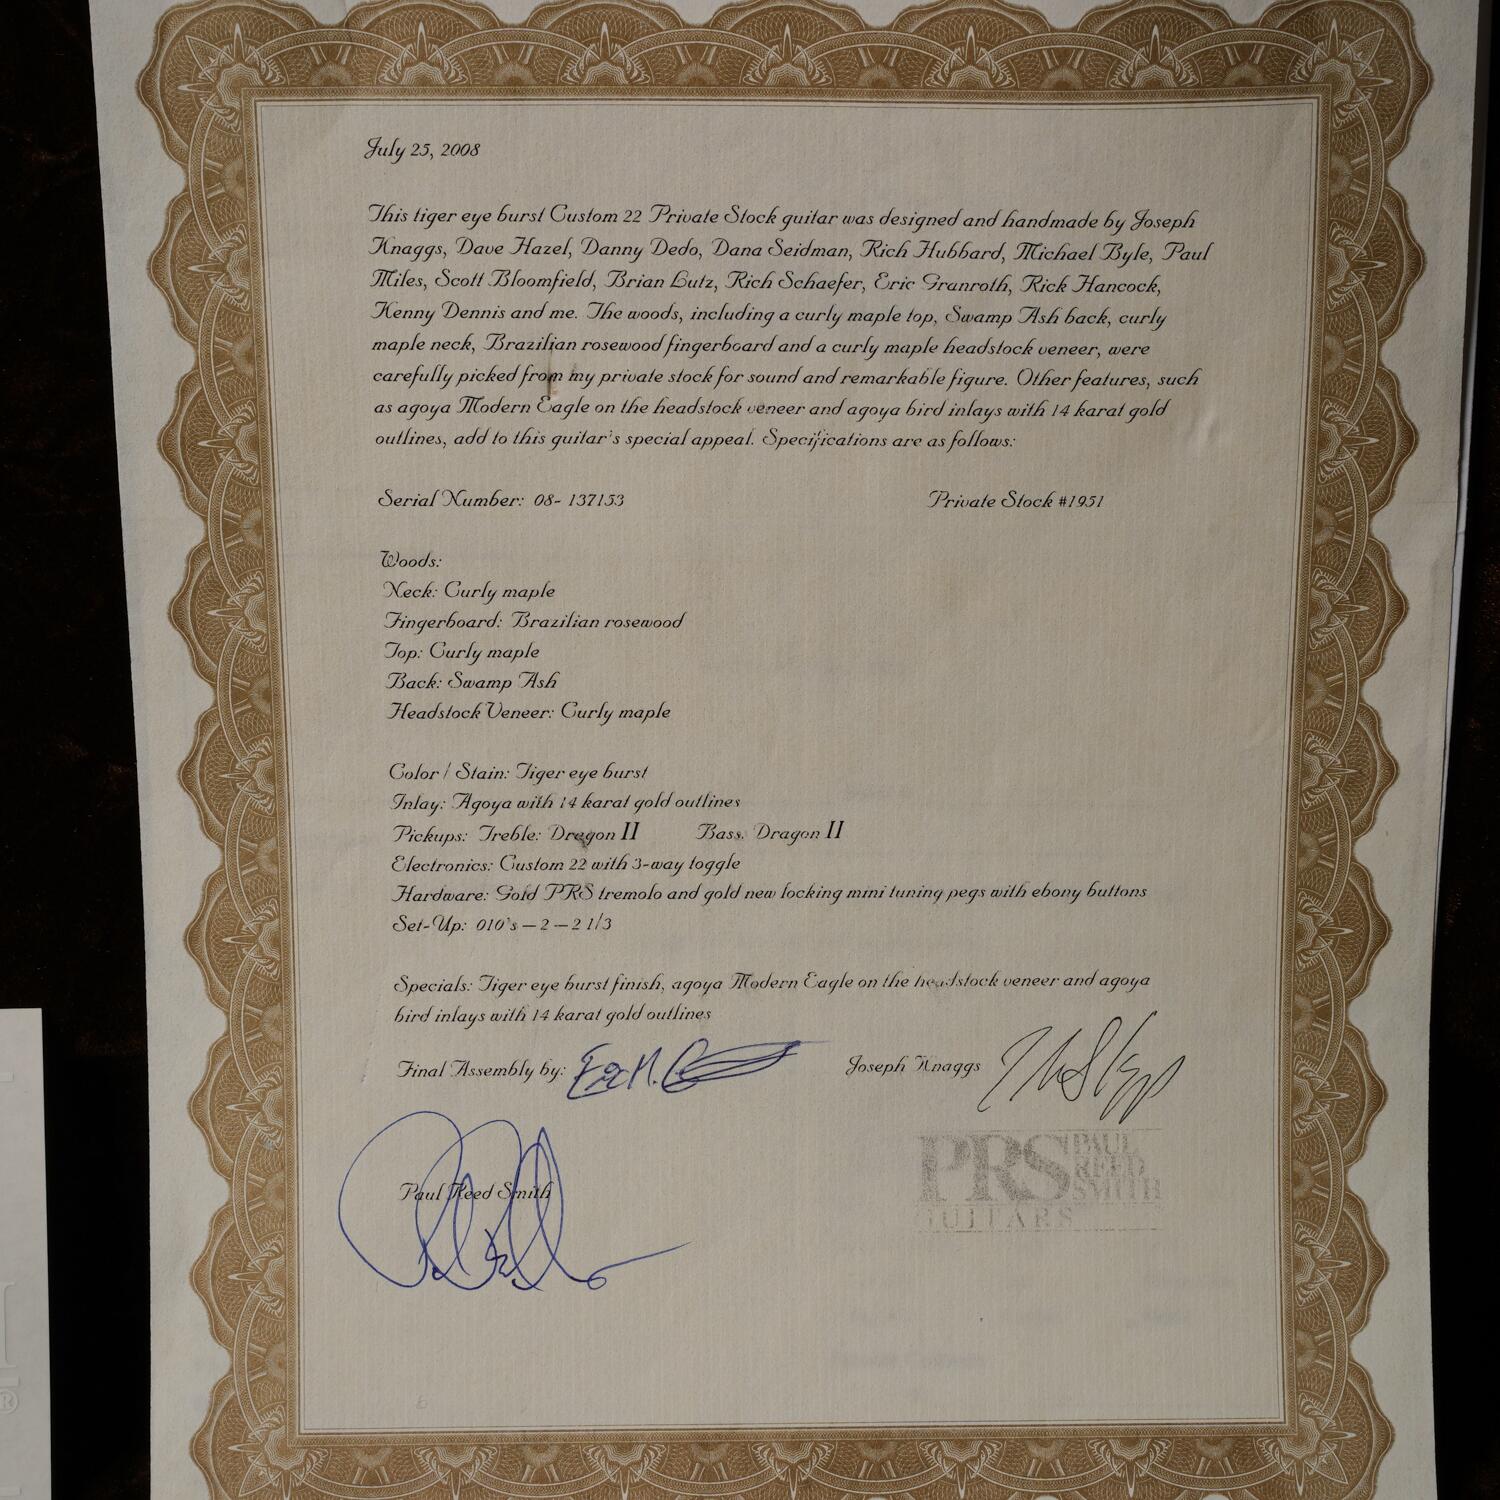 July 25, 2008
This tiger eye burst Custom 22 Private Stock guitar was designed and handmade by Joseph
Knaggs, Dave Hazel, Danny Dedo, Dana Seidman, Rich Hubbard, Michael Byle, Paul
Miles, Scott Bloomfield, Brian Lutz, Rich Schaefer, Eric Granroth, Rick Hancock,
Kenny Dennis and me. The woods, including a curly maple top, Swamp Ash back, curly
maple neck, Brazilian rosewood fingerboard and a curly maple headstock veneer, were
carefully picked from my private stock for sound and remarkable figure. Other features, such
as agoya Modern Eagle on the headstock veneer and agoya bird inlays with 14 karat gold
outlines, add to this guitar's special appeal. Specifications are as follows:
Serial Number: 08- 137153 Private Stock #1951
Woods:
Neck: Curly maple
Fingerboard: Brazilian rosewood
Top: Curly maple
Back: Swamp Ash
Headstock Veneer: Curly maple
Color / Stain: Tiger eye burst
Inlay: Agoya with 14 karat gold outlines
Pickups: Treble: Dragon II Bass: Dragon II
Electronics: Custom 22 with 3-way toggle
Hardware: Gold PRS tremolo and gold new locking mini tuning pegs with ebony buttons
Set-Up: 010's – 2 – 2 1/3
Specials: Tiger eye burst finish, agoya Modern Eagle on the headstock veneer and agoya
bird inlays with 14 karat gold outlines
Final Assembly by: Joseph Knaggs
Paul Reed Smith
PRS PAUL REED SMITH
GUITARS